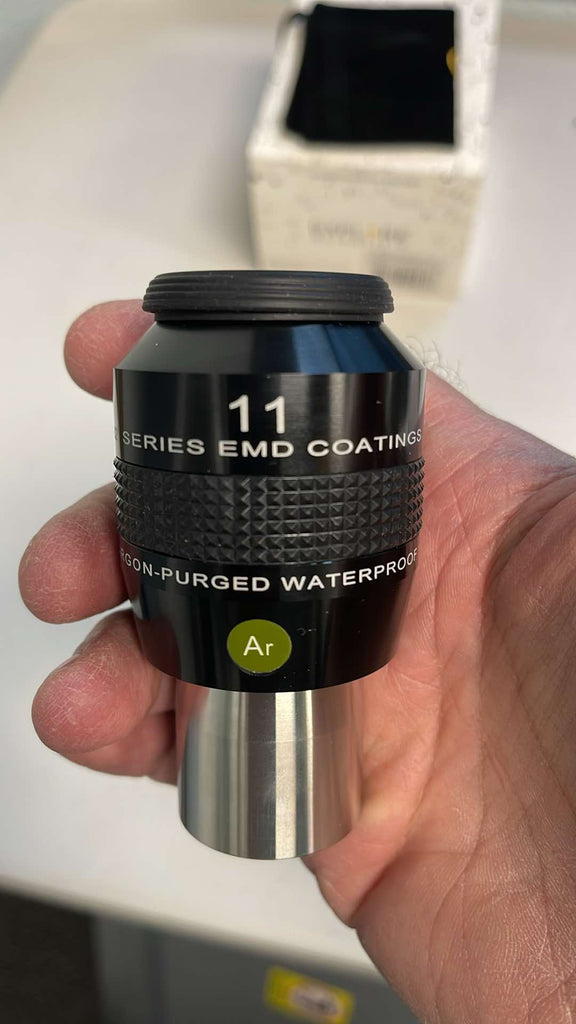 11
SERIES EMD COATINGS
RGON-PURGED WATERPROOF
Ar